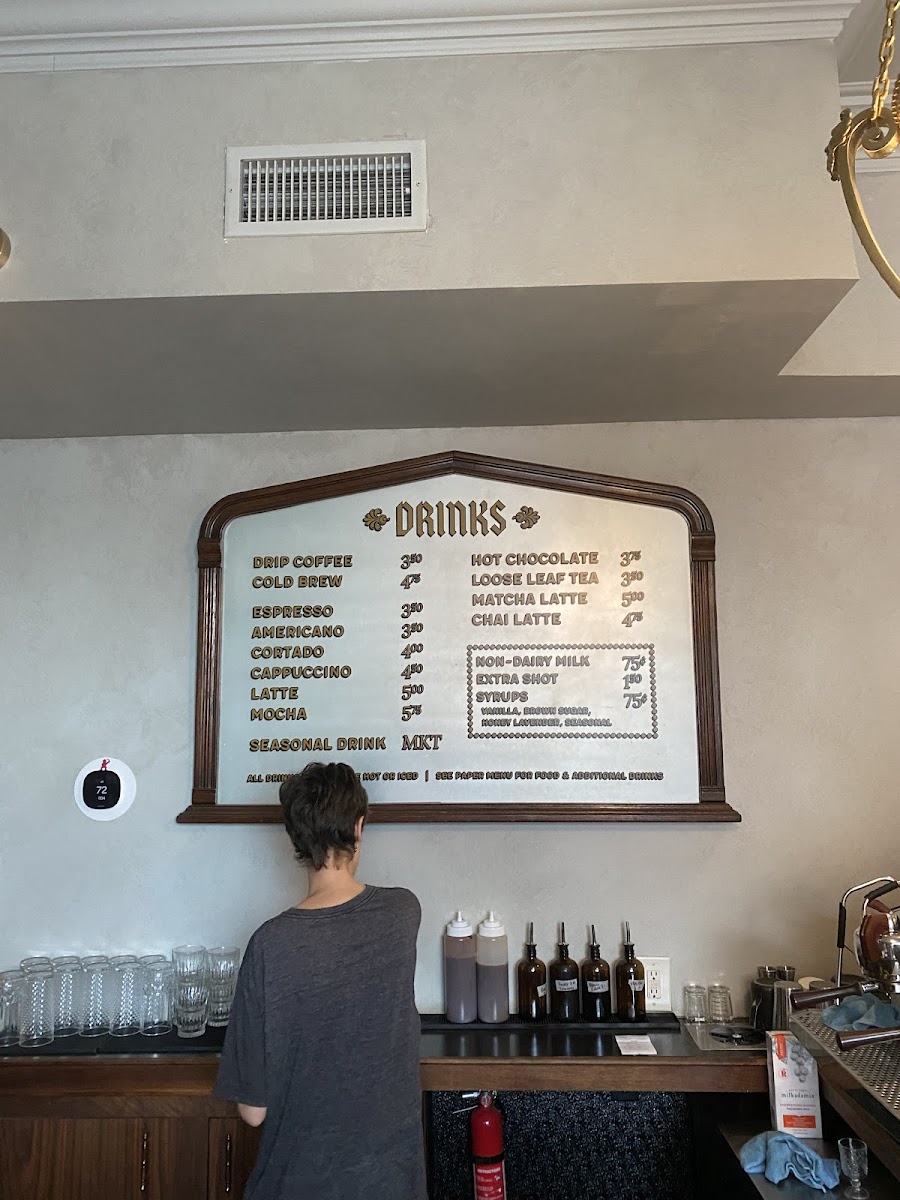 DRINKS
DRIP COFFEE 3⁵⁰
COLD BREW 4⁷⁵
ESPRESSO 3⁵⁰
AMERICANO 3⁵⁰
CORTADO 4⁰⁰
CAPPUCCINO 4⁵⁰
LATTE 5⁰⁰
MOCHA 5⁷⁵
SEASONAL DRINK MKT
HOT CHOCOLATE 3⁷⁵
LOOSE LEAF TEA 3⁵⁰
MATCHA LATTE 5⁰⁰
CHAI LATTE 4⁷⁵
NON-DAIRY MILK 75¢
EXTRA SHOT 1⁵⁰
SYRUPS 75¢
VANILLA, BROWN SUGAR,
HONEY LAVENDER, SEASONAL
ALL HOT OR ICED | SEE PAPER MENU FOR FOOD & ADDITIONAL DRINKS
72
milkadamia